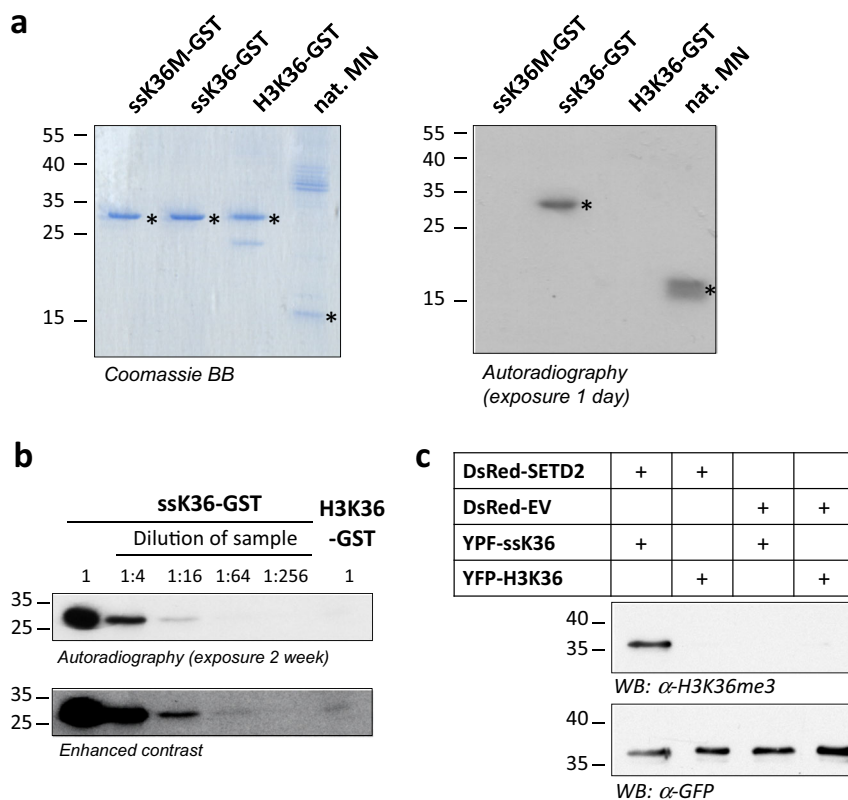 a
ssK36M-GST ssK36-GST H3K36-GST nat. MN
55
40
35
25
15
*
*
*
*
Coomassie BB
ssK36M-GST ssK36-GST H3K36-GST nat. MN
55
40
35
25
15
*
*
Autoradiography
(exposure 1 day)
b
ssK36-GST
H3K36
-GST
Dilution of sample
1 1:4 1:16 1:64 1:256 1
35
25
Autoradiography (exposure 2 week)
35
25
Enhanced contrast
c
DsRed-SETD2 + +
DsRed-EV + +
YPF-ssK36 + +
YFP-H3K36 + +
40
35
WB: α-H3K36me3
40
35
WB: α-GFP